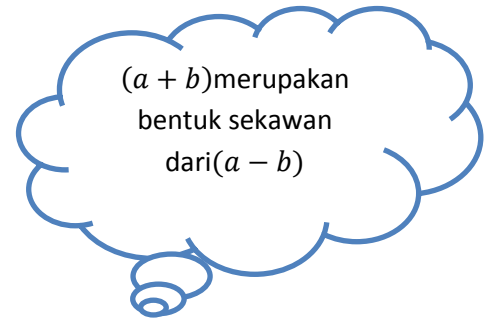 (a + b)merupakan
bentuk sekawan
dari(a − b)